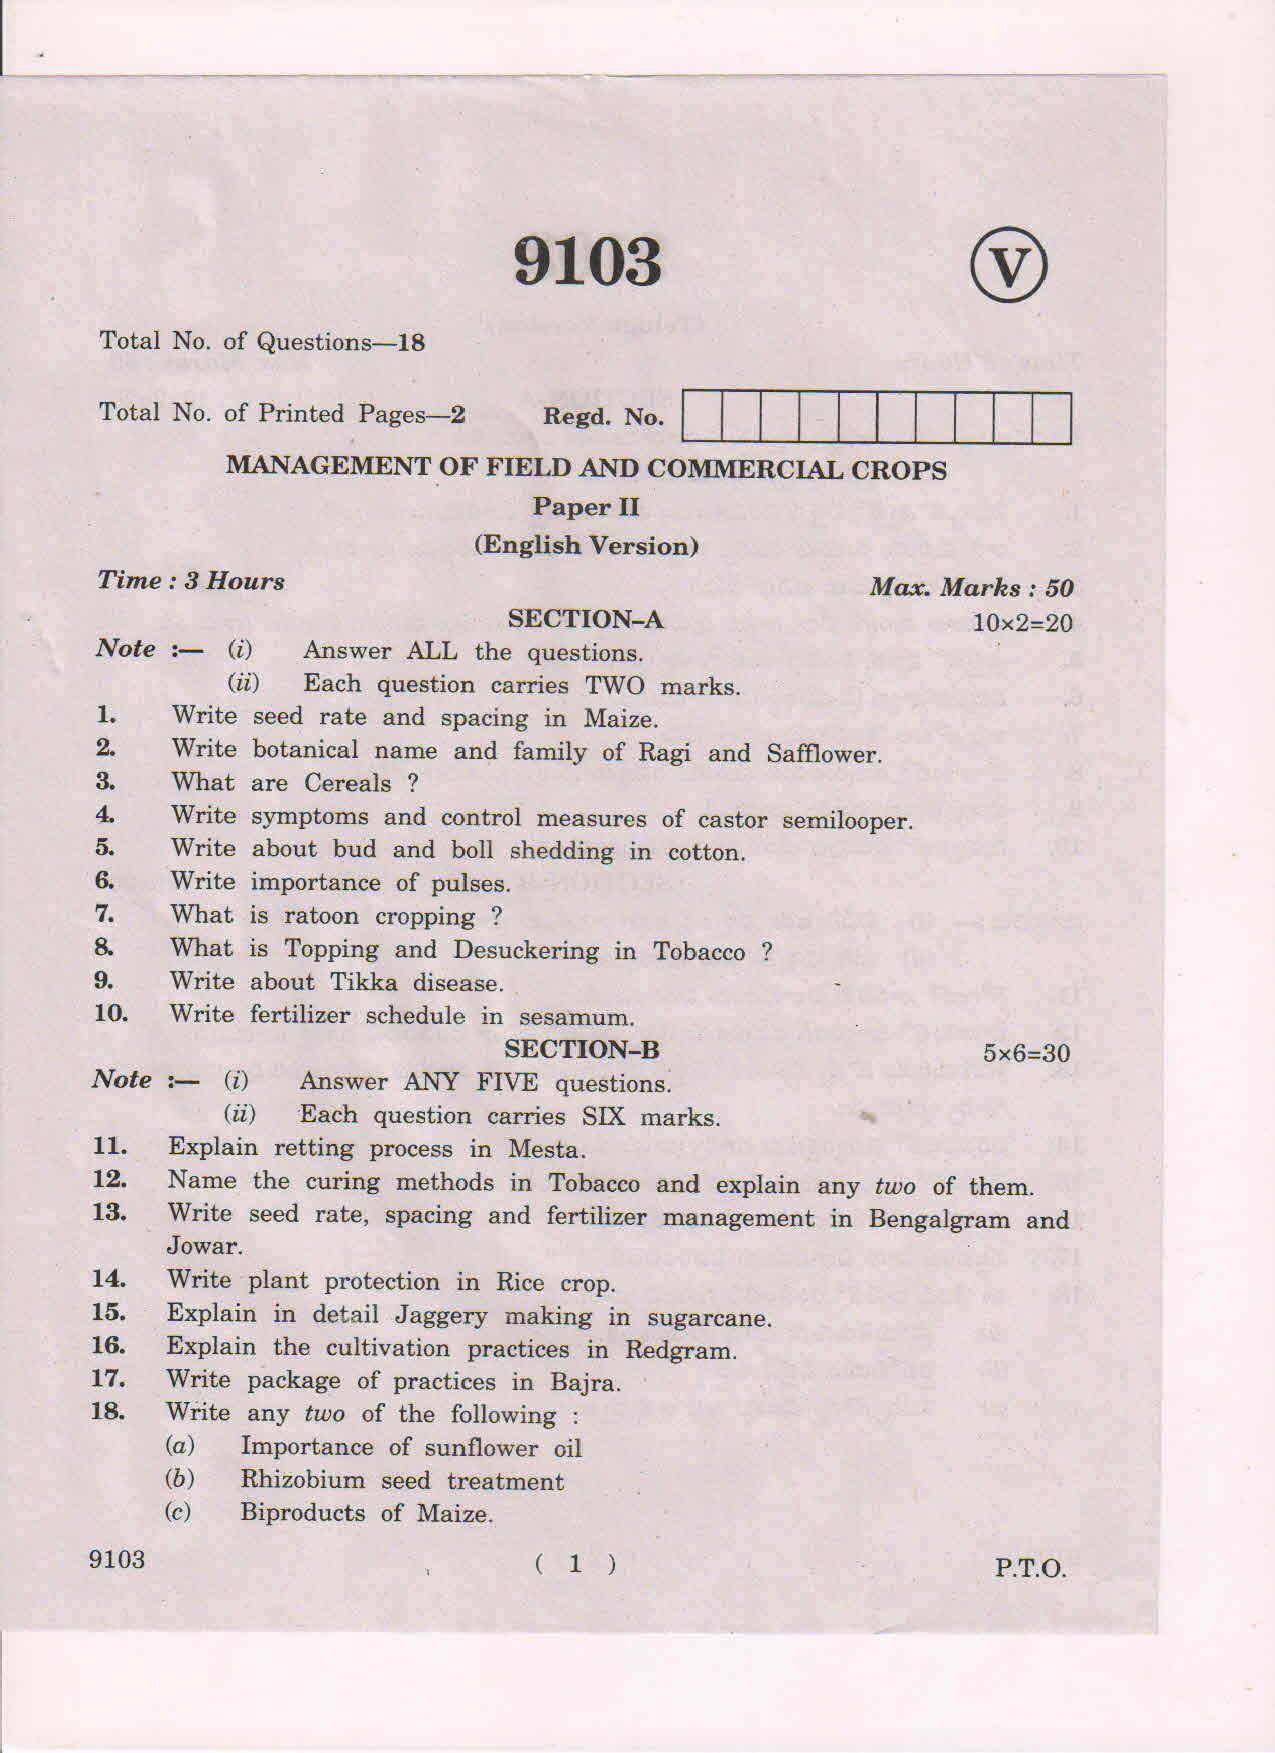 9103
V
Total No. of Questions—18
Total No. of Printed Pages—2 Regd. No.
MANAGEMENT OF FIELD AND COMMERCIAL CROPS
Paper II
(English Version)
Time : 3 Hours Max. Marks : 50
SECTION–A 10×2=20
Note :— (i) Answer ALL the questions.
(ii) Each question carries TWO marks.
1. Write seed rate and spacing in Maize.
2. Write botanical name and family of Ragi and Safflower.
3. What are Cereals ?
4. Write symptoms and control measures of castor semilooper.
5. Write about bud and boll shedding in cotton.
6. Write importance of pulses.
7. What is ratoon cropping ?
8. What is Topping and Desuckering in Tobacco ?
9. Write about Tikka disease.
10. Write fertilizer schedule in sesamum.
SECTION–B 5×6=30
Note :— (i) Answer ANY FIVE questions.
(ii) Each question carries SIX marks.
11. Explain retting process in Mesta.
12. Name the curing methods in Tobacco and explain any two of them.
13. Write seed rate, spacing and fertilizer management in Bengalgram and
Jowar.
14. Write plant protection in Rice crop.
15. Explain in detail Jaggery making in sugarcane.
16. Explain the cultivation practices in Redgram.
17. Write package of practices in Bajra.
18. Write any two of the following :
(a) Importance of sunflower oil
(b) Rhizobium seed treatment
(c) Biproducts of Maize.
9103 ( 1 ) P.T.O.